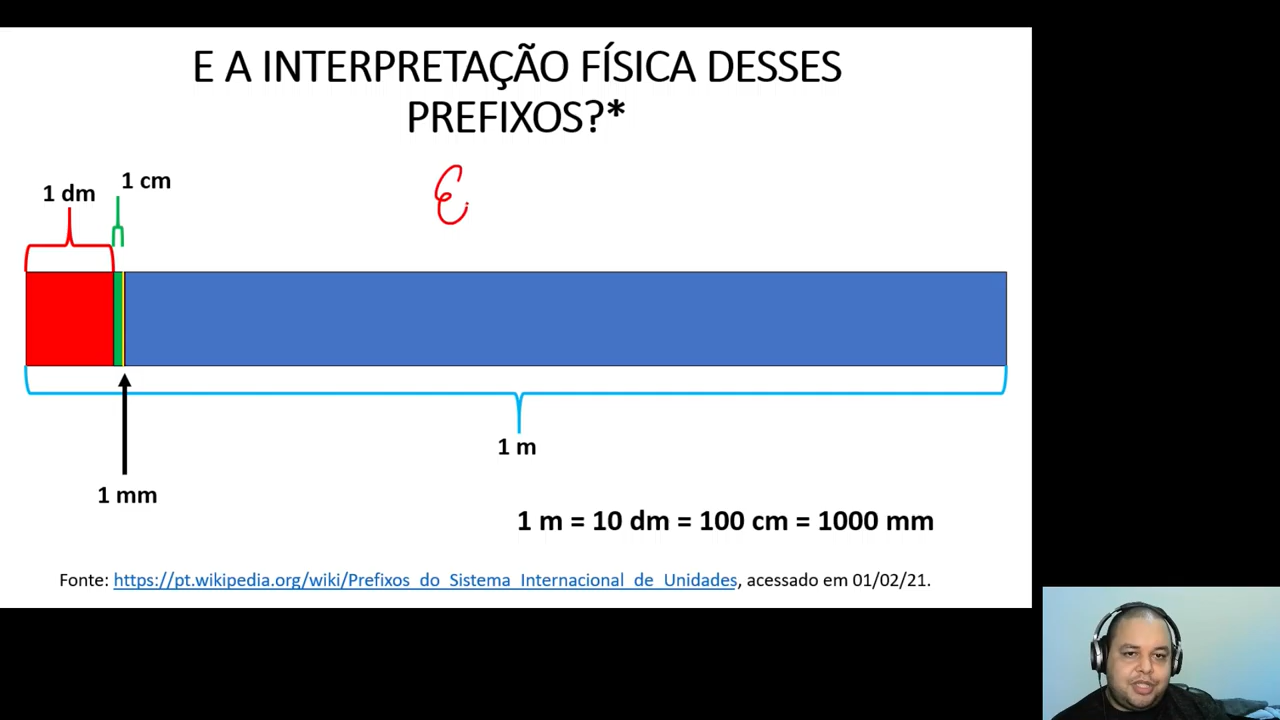 E A INTERPRETAÇÃO FÍSICA DESSES
PREFIXOS?*
1 dm
1 cm
E
1 m
1 mm
1 m = 10 dm = 100 cm = 1000 mm
Fonte: https://pt.wikipedia.org/wiki/Prefixos_do_Sistema_Internacional_de_Unidades, acessado em 01/02/21.